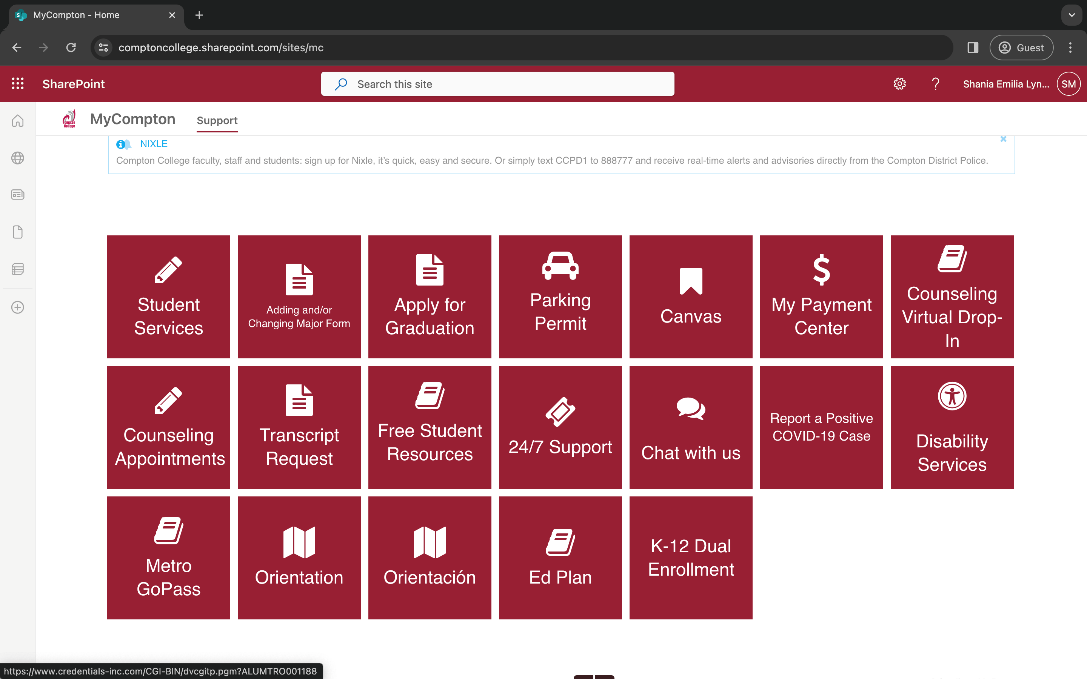 MyCompton - Home
comptoncollege.sharepoint.com/sites/mc
Guest
SharePoint
Search this site
Shania Emilia Lyn...
SM
MyCompton
Support
NIXLE
Compton College faculty, staff and students: sign up for Nixle, it's quick, easy and secure. Or simply text CCPD1 to 888777 and receive real-time alerts and advisories directly from the Compton District Police.
Student
Services
Adding and/or
Changing Major Form
Apply for
Graduation
Parking
Permit
Canvas
My Payment
Center
Counseling
Virtual Drop-
In
Counseling
Appointments
Transcript
Request
Free Student
Resources
24/7 Support
Chat with us
Report a Positive
COVID-19 Case
Disability
Services
Metro
GoPass
Orientation
Orientación
Ed Plan
K-12 Dual
Enrollment
https://www.credentials-inc.com/CGI-BIN/dvcgitp.pgm?ALUMTRO001188